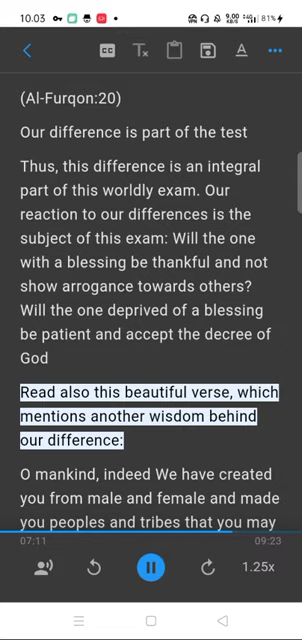 10.03
9.00
KB/S
4G
81%
CC
(Al-Furqon:20)
Our difference is part of the test
Thus, this difference is an integral
part of this worldly exam. Our
reaction to our differences is the
subject of this exam: Will the one
with a blessing be thankful and not
show arrogance towards others?
Will the one deprived of a blessing
be patient and accept the decree of
God
Read also this beautiful verse, which
mentions another wisdom behind
our difference:
O mankind, indeed We have created
you from male and female and made
you peoples and tribes that you may
07:11
09:23
1.25x